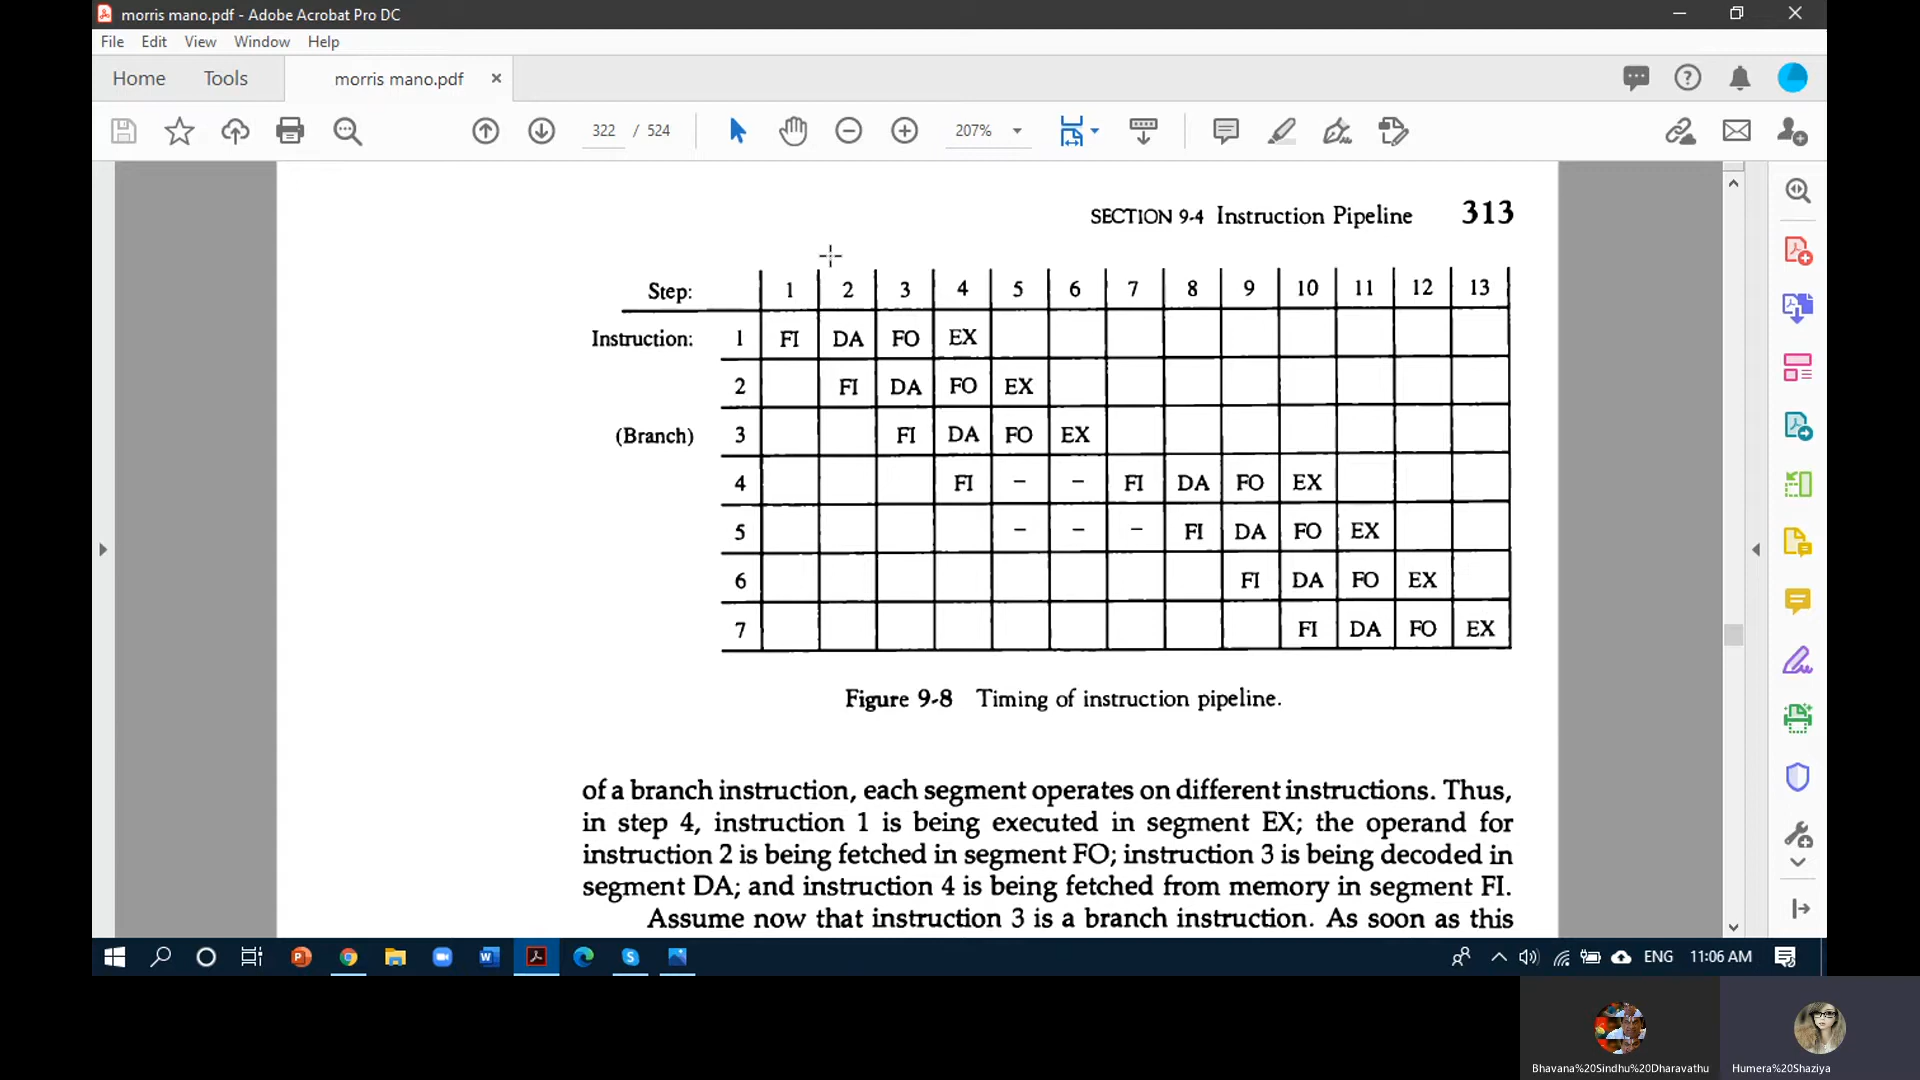 morris mano.pdf - Adobe Acrobat Pro DC
File Edit View Window Help
Home Tools morris mano.pdf ×
322 / 524 207%
SECTION 9-4 Instruction Pipeline 313
Step: 1 2 3 4 5 6 7 8 9 10 11 12 13
Instruction: 1 FI DA FO EX
2 FI DA FO EX
(Branch) 3 FI DA FO EX
4 FI – – FI DA FO EX
5 – – – FI DA FO EX
6 FI DA FO EX
7 FI DA FO EX
Figure 9-8 Timing of instruction pipeline.
of a branch instruction, each segment operates on different instructions. Thus,
in step 4, instruction 1 is being executed in segment EX; the operand for
instruction 2 is being fetched in segment FO; instruction 3 is being decoded in
segment DA; and instruction 4 is being fetched from memory in segment FI.
Assume now that instruction 3 is a branch instruction. As soon as this
ENG 11:06 AM
Bhavana%20Sindhu%20Dharavathu Humera%20Shaziya